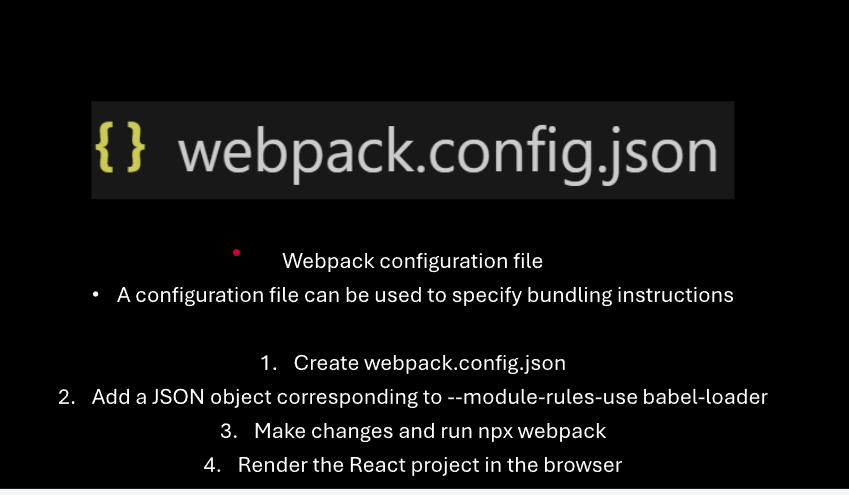 { } webpack.config.json
Webpack configuration file
• A configuration file can be used to specify bundling instructions
1. Create webpack.config.json
2. Add a JSON object corresponding to --module-rules-use babel-loader
3. Make changes and run npx webpack
4. Render the React project in the browser